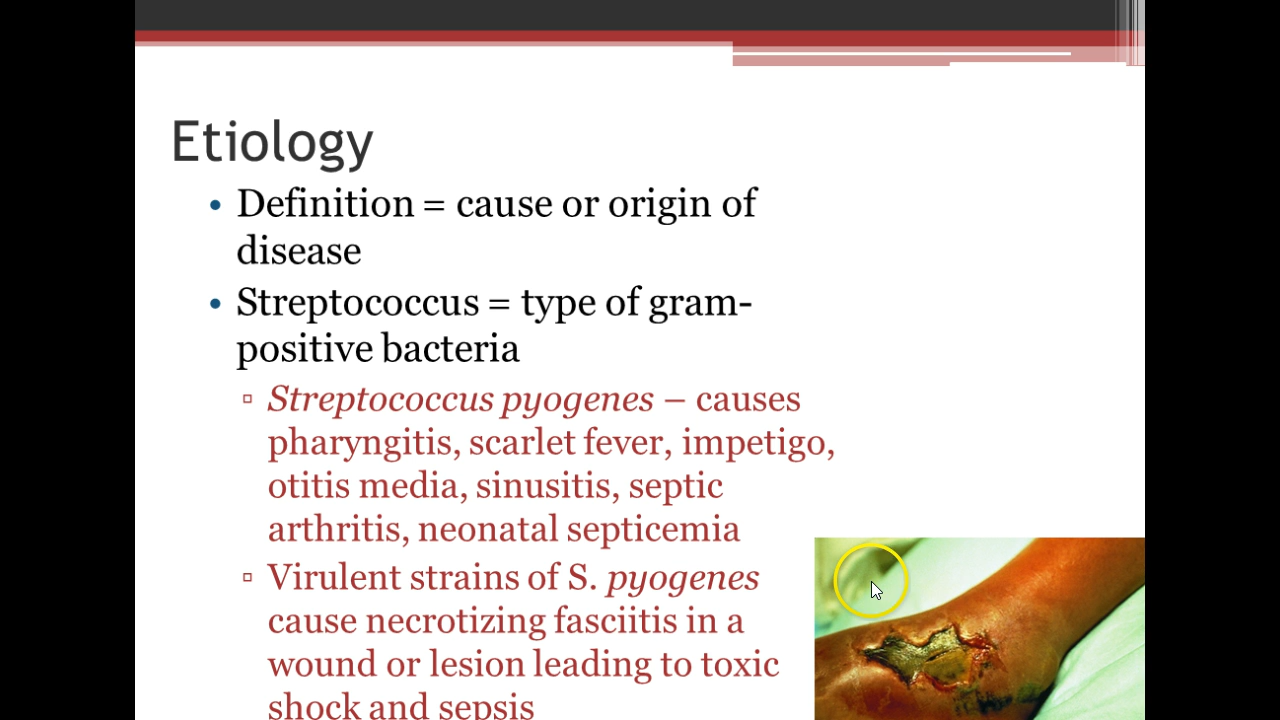 Etiology
• Definition = cause or origin of
disease
• Streptococcus = type of gram-
positive bacteria
▫ Streptococcus pyogenes – causes
pharyngitis, scarlet fever, impetigo,
otitis media, sinusitis, septic
arthritis, neonatal septicemia
▫ Virulent strains of S. pyogenes
cause necrotizing fasciitis in a
wound or lesion leading to toxic
shock and sepsis